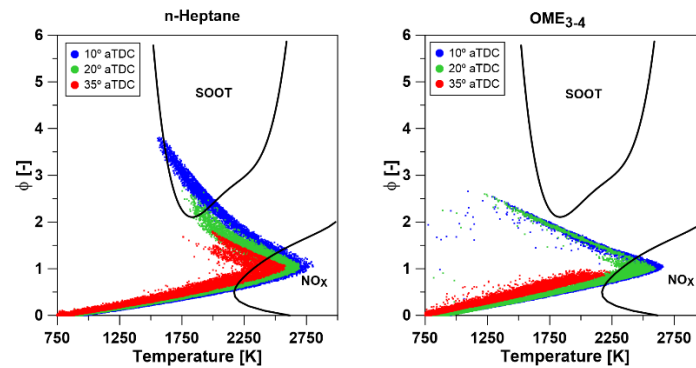 n-Heptane
6
5
4
3
2
1
0
ϕ [-]
10º aTDC
20º aTDC
35º aTDC
SOOT
NOX
750
1250
1750
2250
2750
Temperature [K]
OME3-4
6
5
4
3
2
1
0
ϕ [-]
10º aTDC
20º aTDC
35º aTDC
SOOT
NOX
750
1250
1750
2250
2750
Temperature [K]